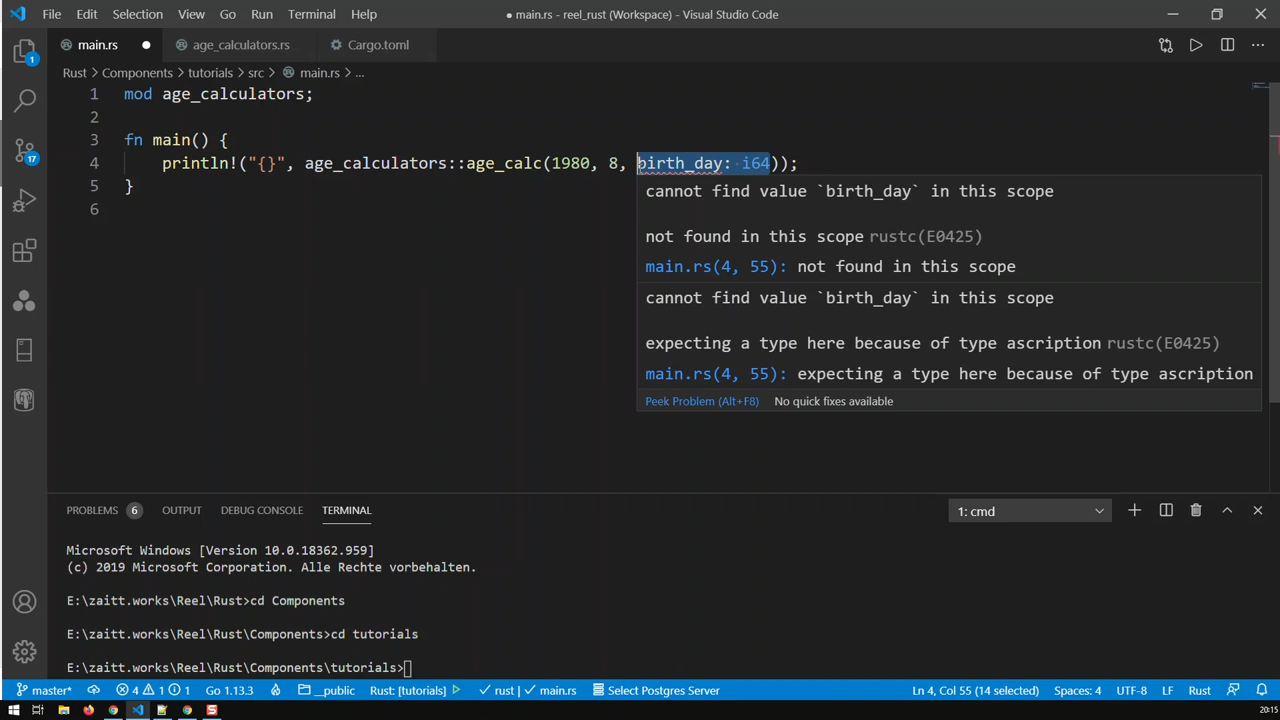 File Edit Selection View Go Run Terminal Help
● main.rs - reel_rust (Workspace) - Visual Studio Code
main.rs
age_calculators.rs
Cargo.toml
Rust > Components > tutorials > src > main.rs > ...
1 mod age_calculators;
2
3 fn main() {
4 println!("{}", age_calculators::age_calc(1980, 8, birth_day: i64));
5 }
6
cannot find value `birth_day` in this scope
not found in this scope rustc(E0425)
main.rs(4, 55): not found in this scope
cannot find value `birth_day` in this scope
expecting a type here because of type ascription rustc(E0425)
main.rs(4, 55): expecting a type here because of type ascription
Peek Problem (Alt+F8) No quick fixes available
1
17
PROBLEMS 6 OUTPUT DEBUG CONSOLE TERMINAL
1: cmd
Microsoft Windows [Version 10.0.18362.959]
(c) 2019 Microsoft Corporation. Alle Rechte vorbehalten.
E:\zaitt.works\Reel\Rust>cd Components
E:\zaitt.works\Reel\Rust\Components>cd tutorials
E:\zaitt.works\Reel\Rust\Components\tutorials>
master* 4 1 1 Go 1.13.3 __public Rust: [tutorials] ✓ rust | ✓ main.rs Select Postgres Server Ln 4, Col 55 (14 selected) Spaces: 4 UTF-8 LF Rust
20:15